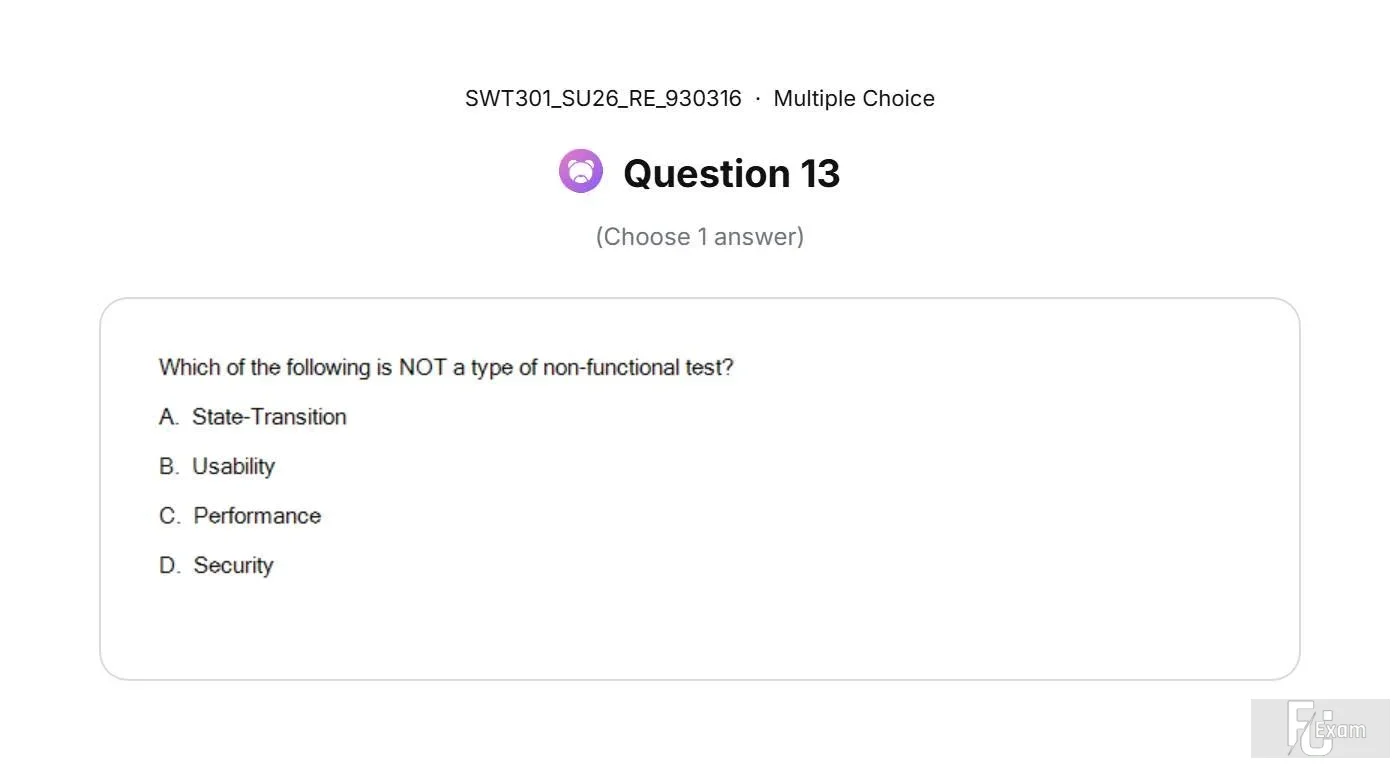 SWT301_SU26_RE_930316 · Multiple Choice
Question 13
(Choose 1 answer)
Which of the following is NOT a type of non-functional test?
A. State-Transition
B. Usability
C. Performance
D. Security
FU Exam